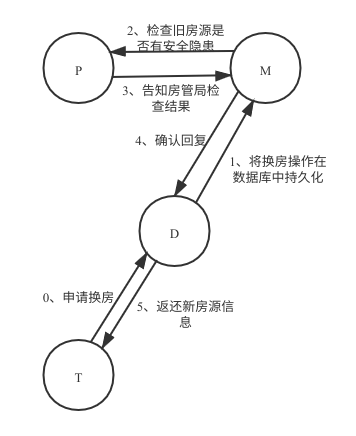 2、检查旧房源是
否有安全隐患
P
M
3、告知房管局检
查结果
4、确认回复
1、将换房操作在
数据库中持久化
D
0、申请换房
5、返还新房源信
息
T